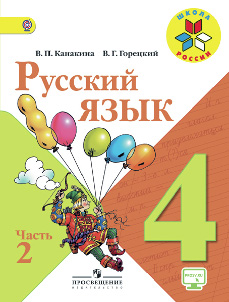 ШКОЛА РОССИИ
В. П. Канакина В. Г. Горецкий
Русский
язык
4
Часть
2
ПРОСВЕЩЕНИЕ
ИЗДАТЕЛЬСТВО